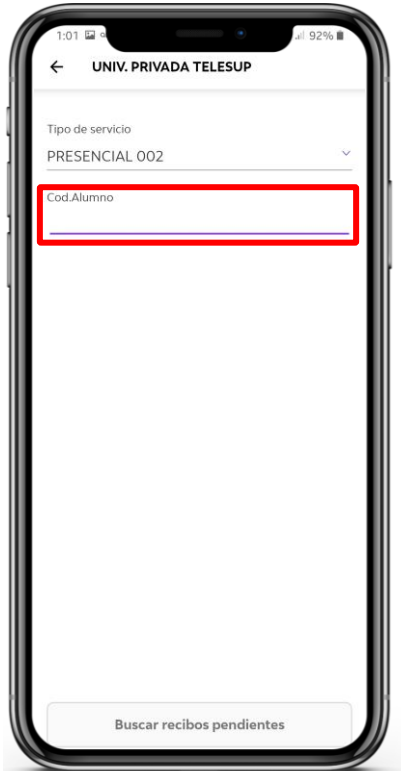 1:01
92%
UNIV. PRIVADA TELESUP
Tipo de servicio
PRESENCIAL 002
Cod.Alumno
Buscar recibos pendientes